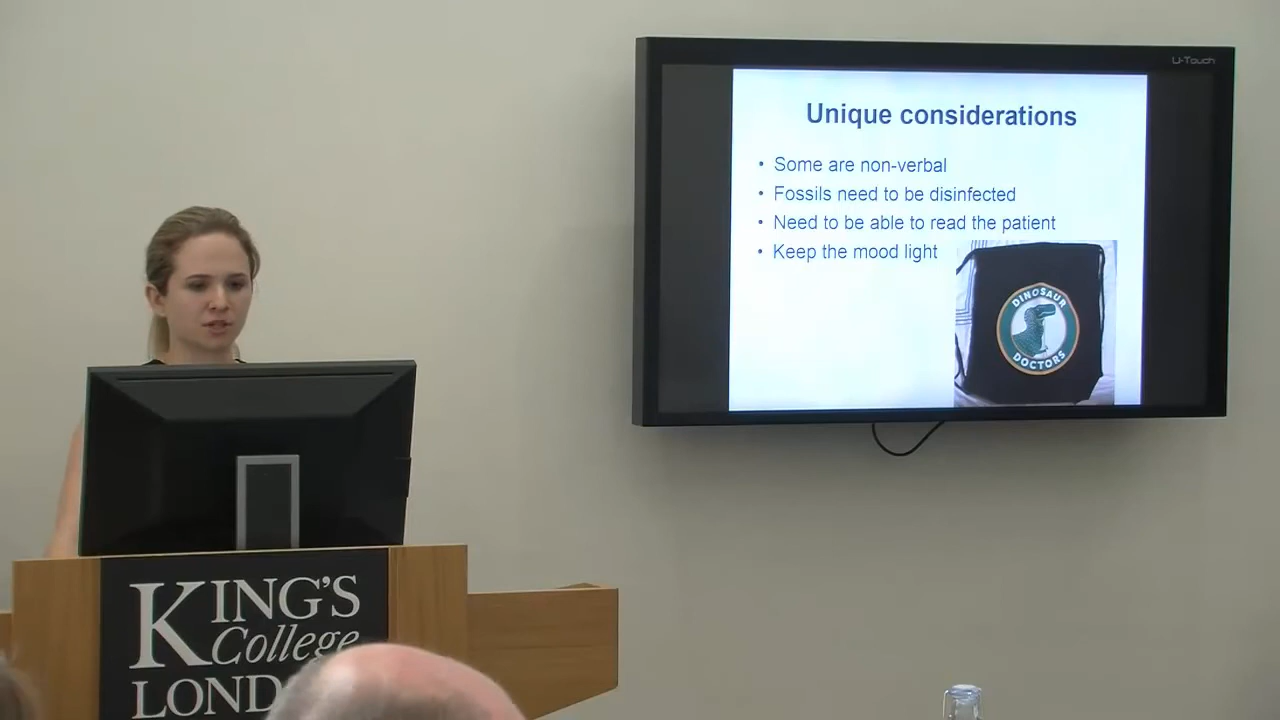 U-Touch
Unique considerations
• Some are non-verbal
• Fossils need to be disinfected
• Need to be able to read the patient
• Keep the mood light
DINOSAUR
DOCTORS
KING'S
College
LOND